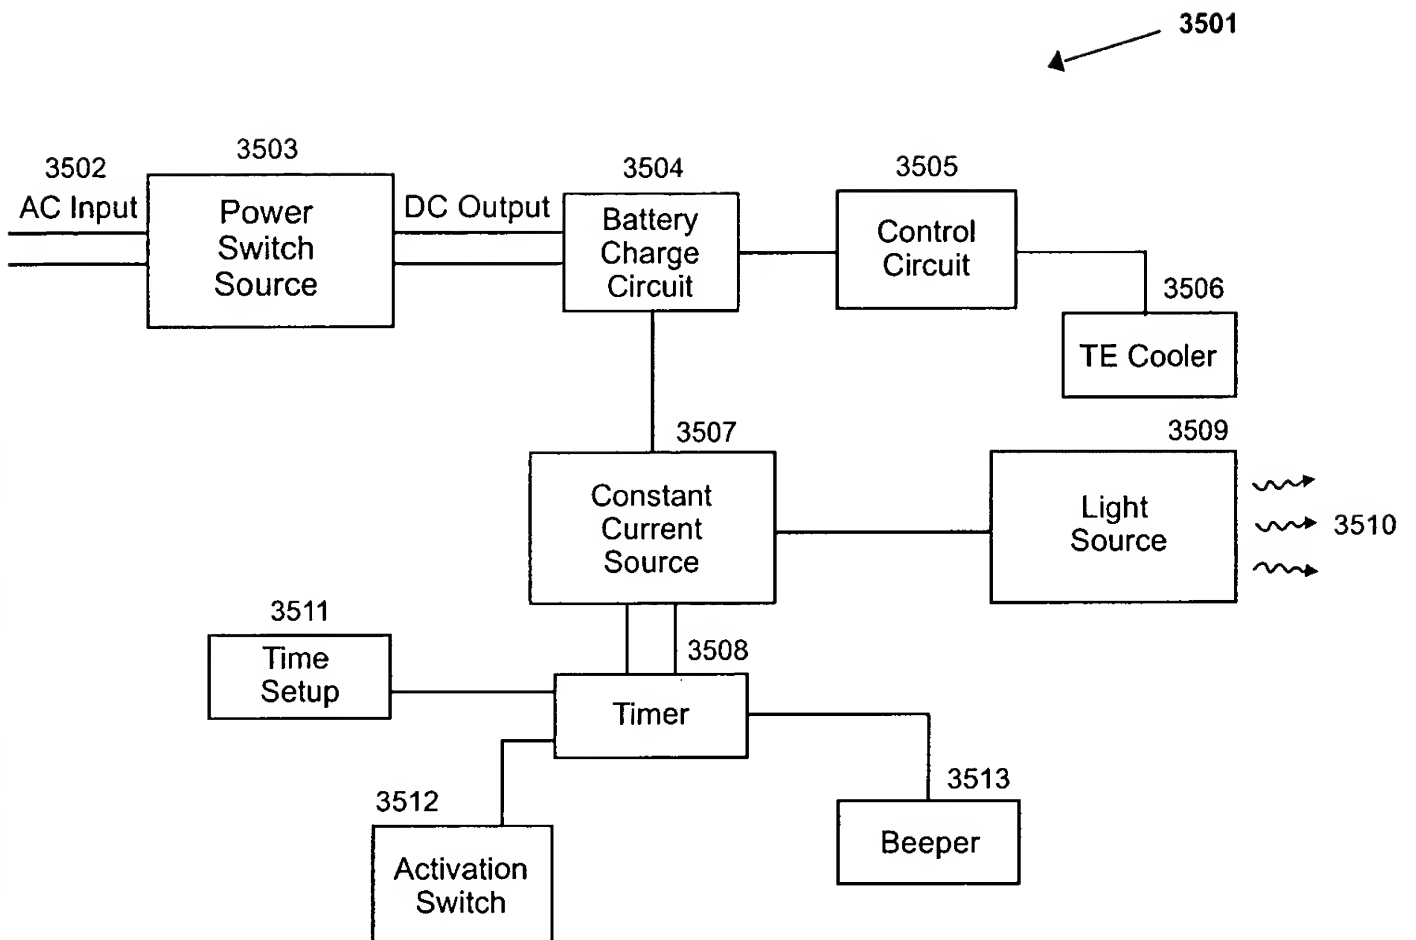 3501
3502
AC Input
3503
Power
Switch
Source
DC Output
3504
Battery
Charge
Circuit
3505
Control
Circuit
3506
TE Cooler
3507
Constant
Current
Source
3509
Light
Source
3510
3511
Time
Setup
3508
Timer
3512
Activation
Switch
3513
Beeper